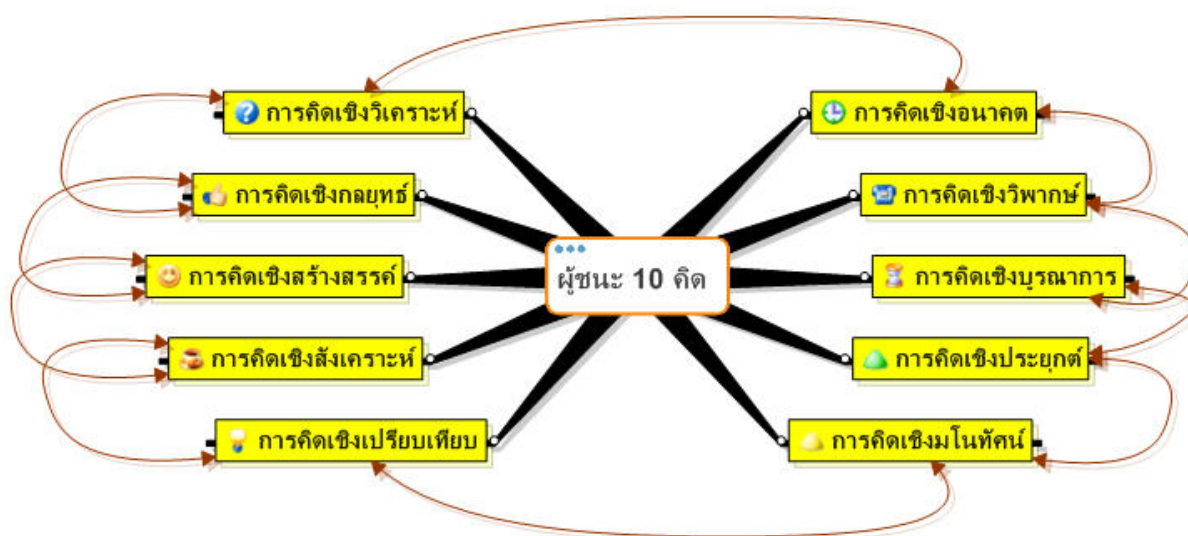 การคิดเชิงวิเคราะห์
การคิดเชิงอนาคต
การคิดเชิงกลยุทธ์
การคิดเชิงวิพากษ์
ผู้ชนะ 10 คิด
การคิดเชิงสร้างสรรค์
การคิดเชิงบูรณาการ
การคิดเชิงสังเคราะห์
การคิดเชิงประยุกต์
การคิดเชิงเปรียบเทียบ
การคิดเชิงมโนทัศน์